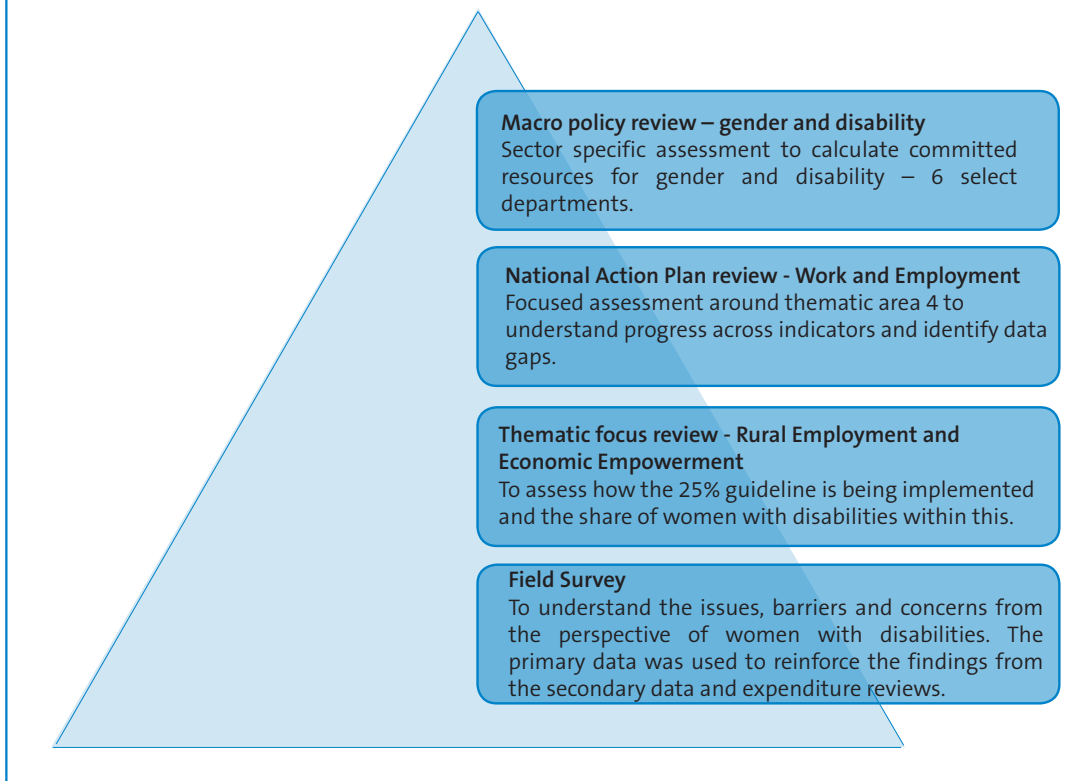 Macro policy review – gender and disability
Sector specific assessment to calculate committed
resources for gender and disability – 6 select
departments.
National Action Plan review - Work and Employment
Focused assessment around thematic area 4 to
understand progress across indicators and identify data
gaps.
Thematic focus review - Rural Employment and
Economic Empowerment
To assess how the 25% guideline is being implemented
and the share of women with disabilities within this.
Field Survey
To understand the issues, barriers and concerns from
the perspective of women with disabilities. The
primary data was used to reinforce the findings from
the secondary data and expenditure reviews.